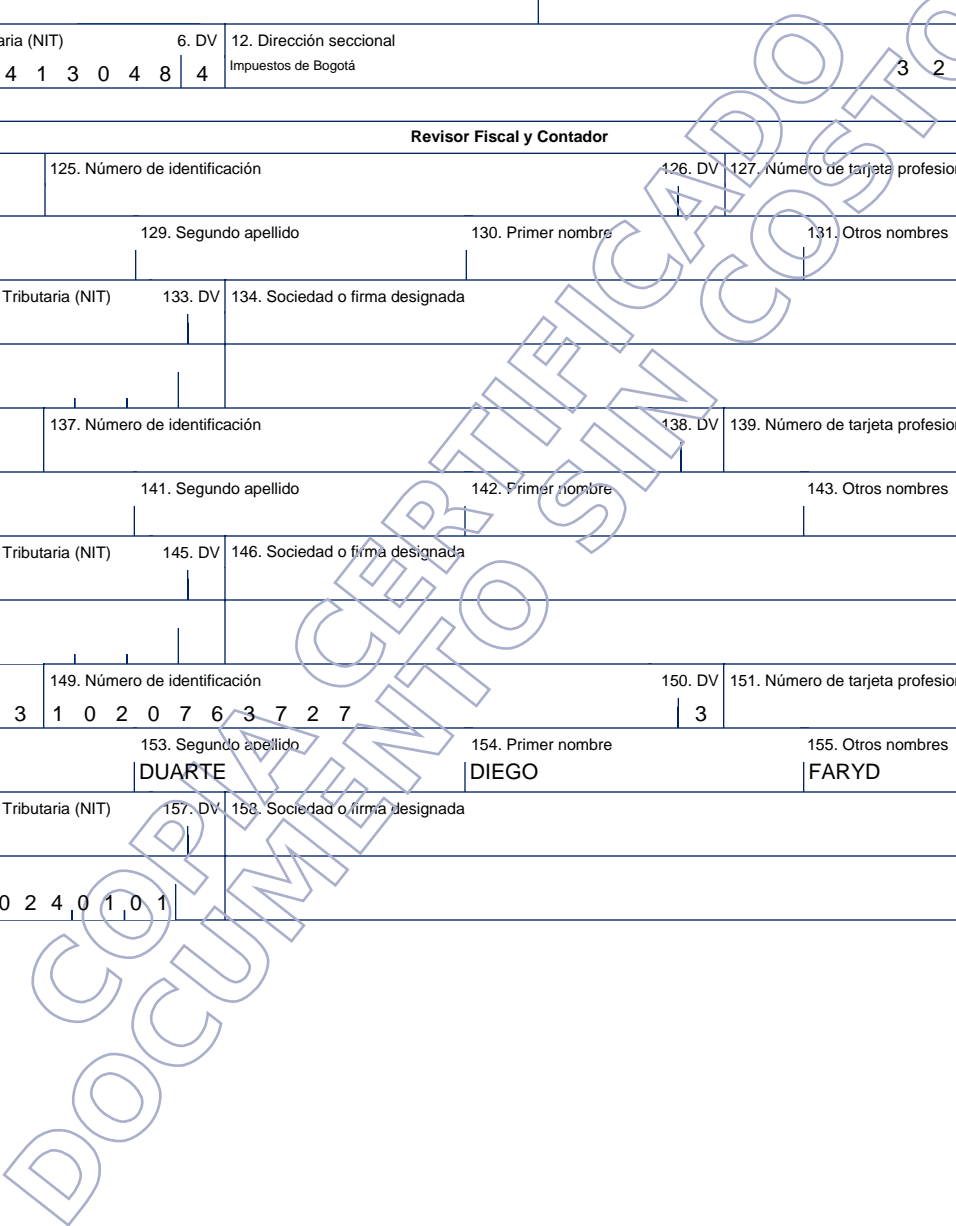 aria (NIT) 6. DV 12. Dirección seccional
4 1 3 0 4 8 4 Impuestos de Bogotá 3 2
Revisor Fiscal y Contador
125. Número de identificación 126. DV 127. Número de tarjeta profesion
129. Segundo apellido 130. Primer nombre 131. Otros nombres
Tributaria (NIT) 133. DV 134. Sociedad o firma designada
137. Número de identificación 138. DV 139. Número de tarjeta profesion
141. Segundo apellido 142. Primer nombre 143. Otros nombres
Tributaria (NIT) 145. DV 146. Sociedad o firma designada
149. Número de identificación 150. DV 151. Número de tarjeta profesion
3 1 0 2 0 7 6 3 7 2 7 3
153. Segundo apellido 154. Primer nombre 155. Otros nombres
DUARTE DIEGO FARYD
Tributaria (NIT) 157. DV 158. Sociedad o firma designada
0 2 4 0 1 0 1
COPIA CERTIFICADO
DOCUMENTO SIN COSTO